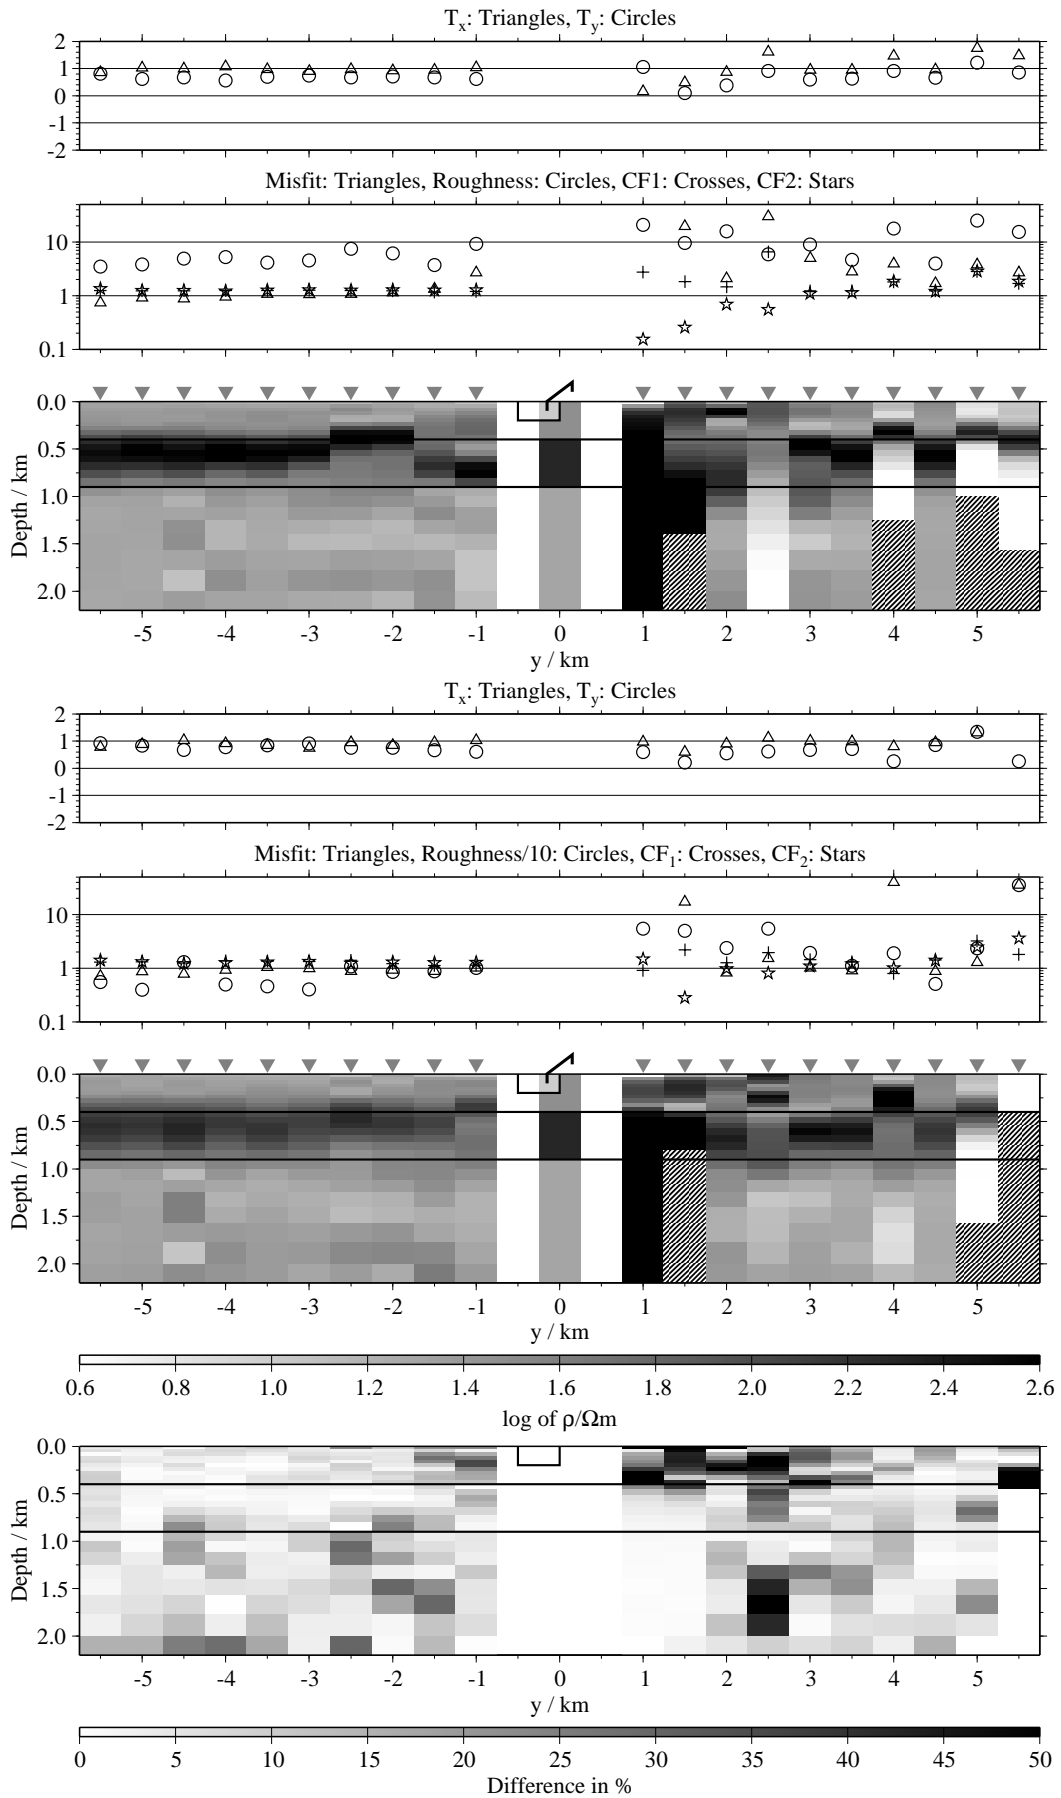 Tx: Triangles, Ty: Circles
2
1
0
-1
-2
Misfit: Triangles, Roughness: Circles, CF1: Crosses, CF2: Stars
10
1
0.1
0.0
0.5
1.0
1.5
2.0
Depth / km
-5 -4 -3 -2 -1 0 1 2 3 4 5
y / km
Tx: Triangles, Ty: Circles
2
1
0
-1
-2
Misfit: Triangles, Roughness/10: Circles, CF1: Crosses, CF2: Stars
10
1
0.1
0.0
0.5
1.0
1.5
2.0
Depth / km
-5 -4 -3 -2 -1 0 1 2 3 4 5
y / km
0.6 0.8 1.0 1.2 1.4 1.6 1.8 2.0 2.2 2.4 2.6
log of ρ/Ωm
0.0
0.5
1.0
1.5
2.0
Depth / km
-5 -4 -3 -2 -1 0 1 2 3 4 5
y / km
0 5 10 15 20 25 30 35 40 45 50
Difference in %